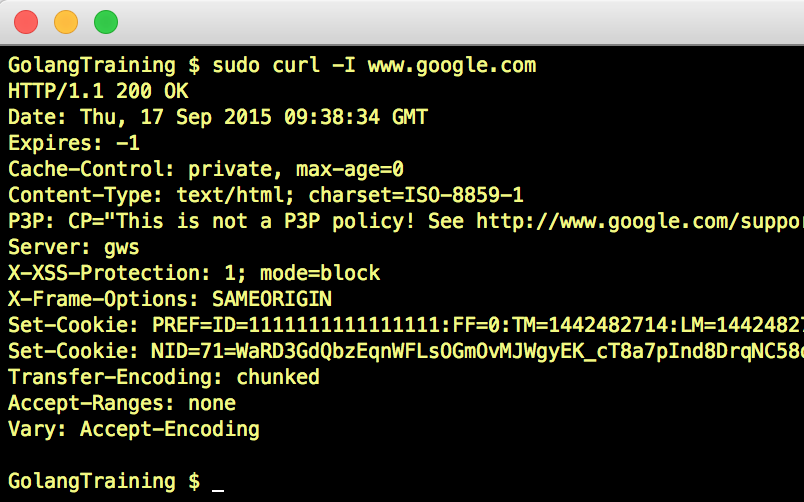 GolangTraining $ sudo curl -I www.google.com
HTTP/1.1 200 OK
Date: Thu, 17 Sep 2015 09:38:34 GMT
Expires: -1
Cache-Control: private, max-age=0
Content-Type: text/html; charset=ISO-8859-1
P3P: CP="This is not a P3P policy! See http://www.google.com/suppor
Server: gws
X-XSS-Protection: 1; mode=block
X-Frame-Options: SAMEORIGIN
Set-Cookie: PREF=ID=1111111111111111:FF=0:TM=1442482714:LM=14424827
Set-Cookie: NID=71=WaRD3GdQbzEqnWFLsOGmOvMJWgyEK_cT8a7pInd8DrqNC58
Transfer-Encoding: chunked
Accept-Ranges: none
Vary: Accept-Encoding
GolangTraining $ _